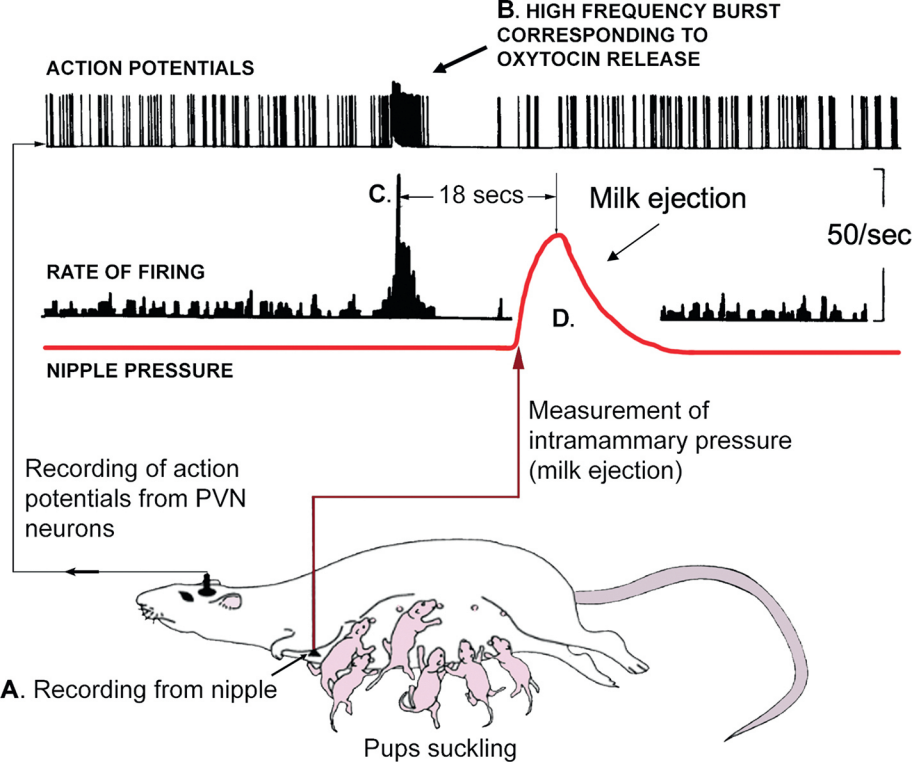 B. HIGH FREQUENCY BURST
CORRESPONDING TO
OXYTOCIN RELEASE
ACTION POTENTIALS
C.
18 secs
Milk ejection
50/sec
RATE OF FIRING
D.
NIPPLE PRESSURE
Measurement of
intramammary pressure
(milk ejection)
Recording of action
potentials from PVN
neurons
A. Recording from nipple
Pups suckling